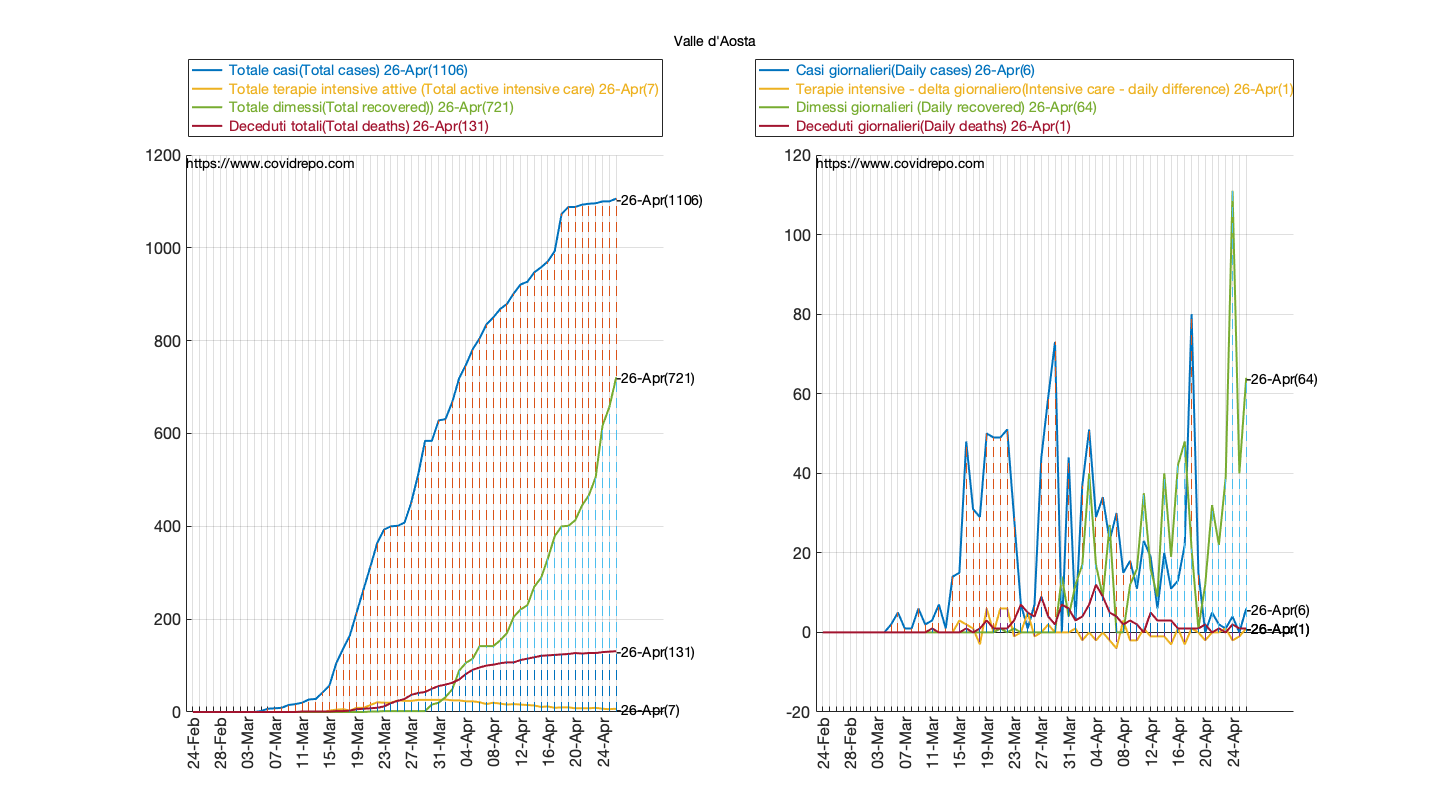 Valle d'Aosta
Totale casi(Total cases) 26-Apr(1106)
Totale terapie intensive attive (Total active intensive care) 26-Apr(7)
Totale dimessi(Total recovered)) 26-Apr(721)
Deceduti totali(Total deaths) 26-Apr(131)
1200
1000
800
600
400
200
0
https://www.covidrepo.com
26-Apr(1106)
26-Apr(721)
26-Apr(131)
26-Apr(7)
24-Feb
28-Feb
03-Mar
07-Mar
11-Mar
15-Mar
19-Mar
23-Mar
27-Mar
31-Mar
04-Apr
08-Apr
12-Apr
16-Apr
20-Apr
24-Apr
Casi giornalieri(Daily cases) 26-Apr(6)
Terapie intensive - delta giornaliero(Intensive care - daily difference) 26-Apr(1)
Dimessi giornalieri (Daily recovered) 26-Apr(64)
Deceduti giornalieri(Daily deaths) 26-Apr(1)
120
100
80
60
40
20
0
-20
https://www.covidrepo.com
26-Apr(64)
26-Apr(6)
26-Apr(1)
24-Feb
28-Feb
03-Mar
07-Mar
11-Mar
15-Mar
19-Mar
23-Mar
27-Mar
31-Mar
04-Apr
08-Apr
12-Apr
16-Apr
20-Apr
24-Apr